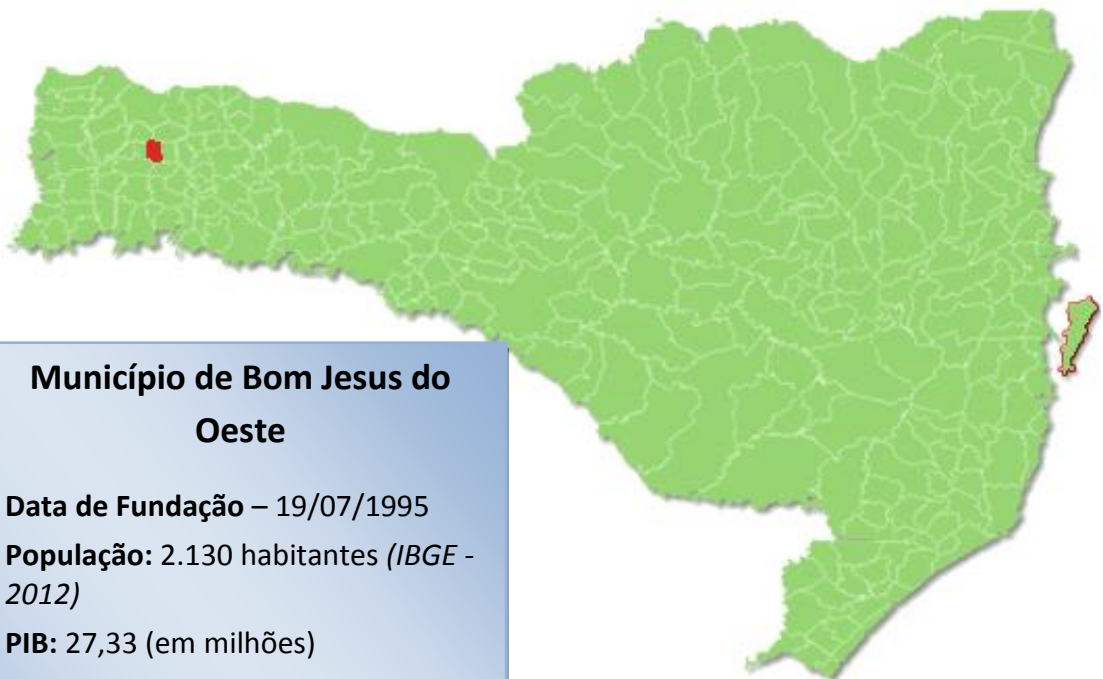 Município de Bom Jesus do
Oeste
Data de Fundação – 19/07/1995
População: 2.130 habitantes (IBGE -
2012)
PIB: 27,33 (em milhões)